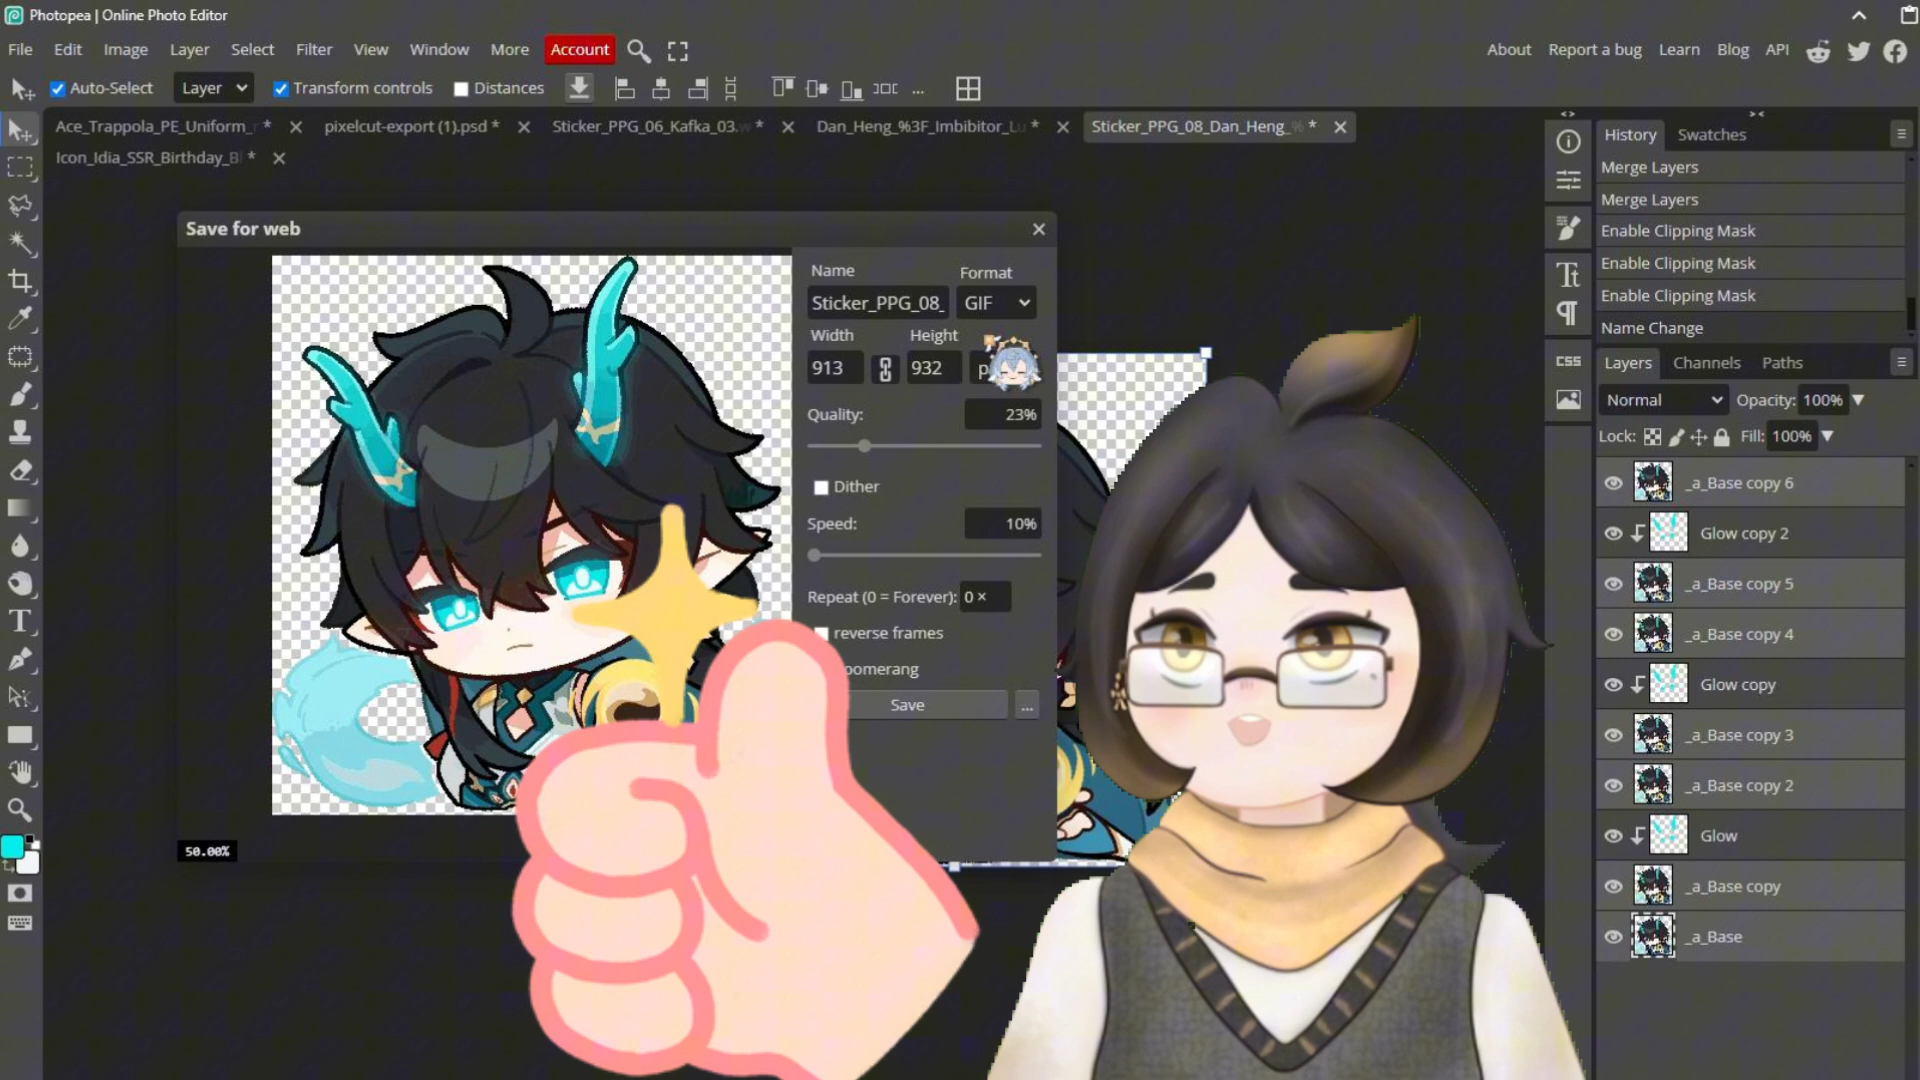 Photopea | Online Photo Editor
File Edit Image Layer Select Filter View Window More Account
About Report a bug Learn Blog API
Auto-Select Layer Transform controls Distances ...
Ace_Trappola_PE_Uniform_ * pixelcut-export (1).psd * Sticker_PPG_06_Kafka_03. * Dan_Heng_%3F_Imbibitor_L * Sticker_PPG_08_Dan_Heng_ *
Icon_Idia_SSR_Birthday_B *
History Swatches
Merge Layers
Merge Layers
Enable Clipping Mask
Enable Clipping Mask
Enable Clipping Mask
Name Change
Save for web
Name Format
Sticker_PPG_08_ GIF
Width Height
913 932 p
Quality: 23%
Dither
Speed: 10%
Repeat (0 = Forever): 0 ×
reverse frames
oomerang
Save ...
50.00%
CSS
Layers Channels Paths
Normal Opacity: 100%
Lock: Fill: 100%
_a_Base copy 6
Glow copy 2
_a_Base copy 5
_a_Base copy 4
Glow copy
_a_Base copy 3
_a_Base copy 2
Glow
_a_Base copy
_a_Base